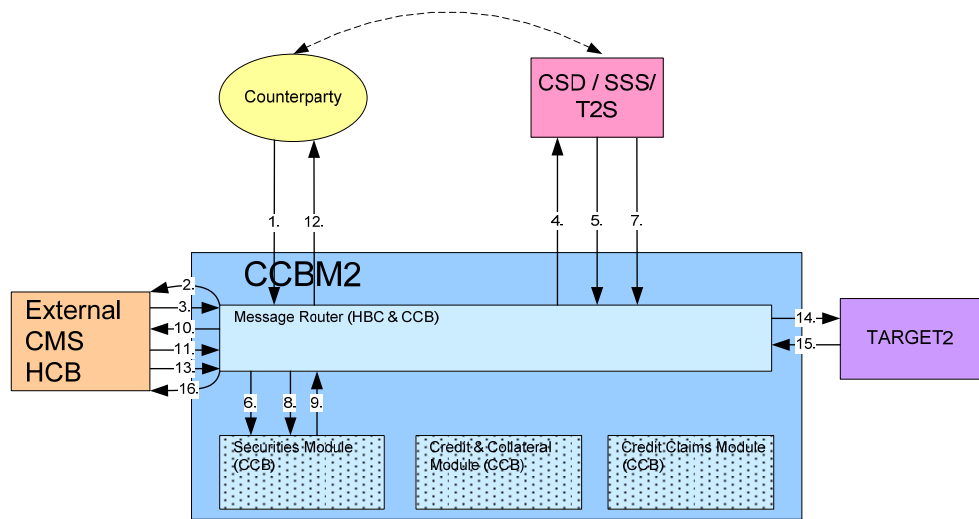 Counterparty
CSD / SSS/
T2S
1.
12.
4.
5.
7.
CCBM2
External
CMS
HCB
2.
3.
10.
11.
13.
16.
Message Router (HBC & CCB)
14.
15.
TARGET2
6.
8.
9.
Securities Module
(CCB)
Credit & Collateral
Module (CCB)
Credit Claims Module
(CCB)